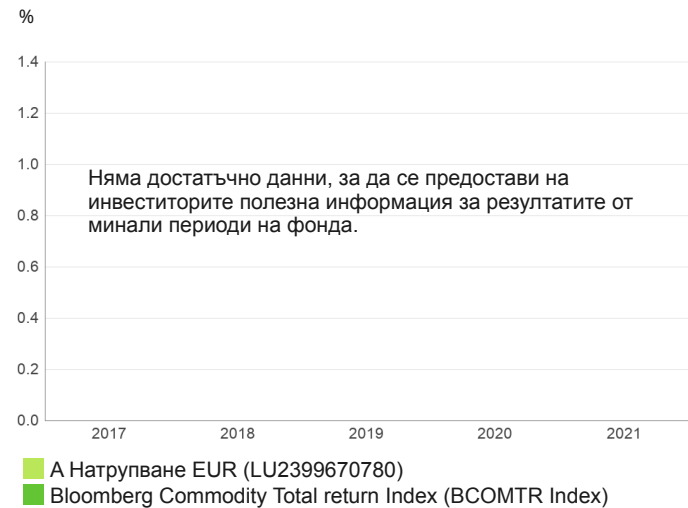 %
1.4
1.2
1.0
Няма достатъчно данни, за да се предостави на
инвеститорите полезна информация за резултатите от
0.8
минали периоди на фонда.
0.6
0.4
0.2
0.0
2017 2018 2019 2020 2021
А Натрупване EUR (LU2399670780)
Bloomberg Commodity Total return Index (BCOMTR Index)